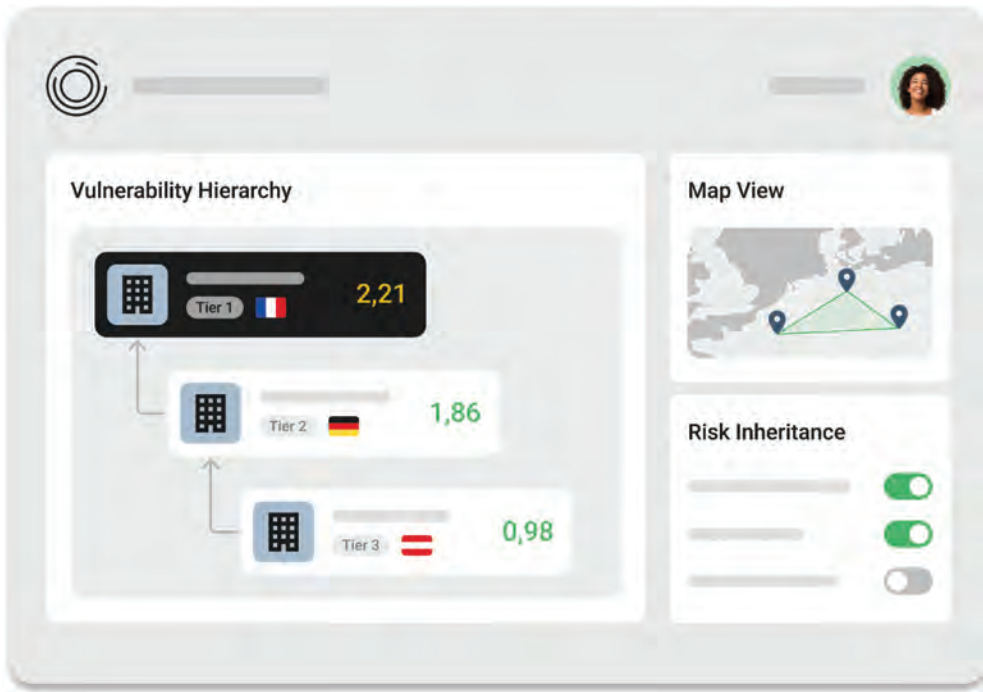 Vulnerability Hierarchy
Tier 1
2,21
Tier 2
1,86
Tier 3
0,98
Map View
Risk Inheritance